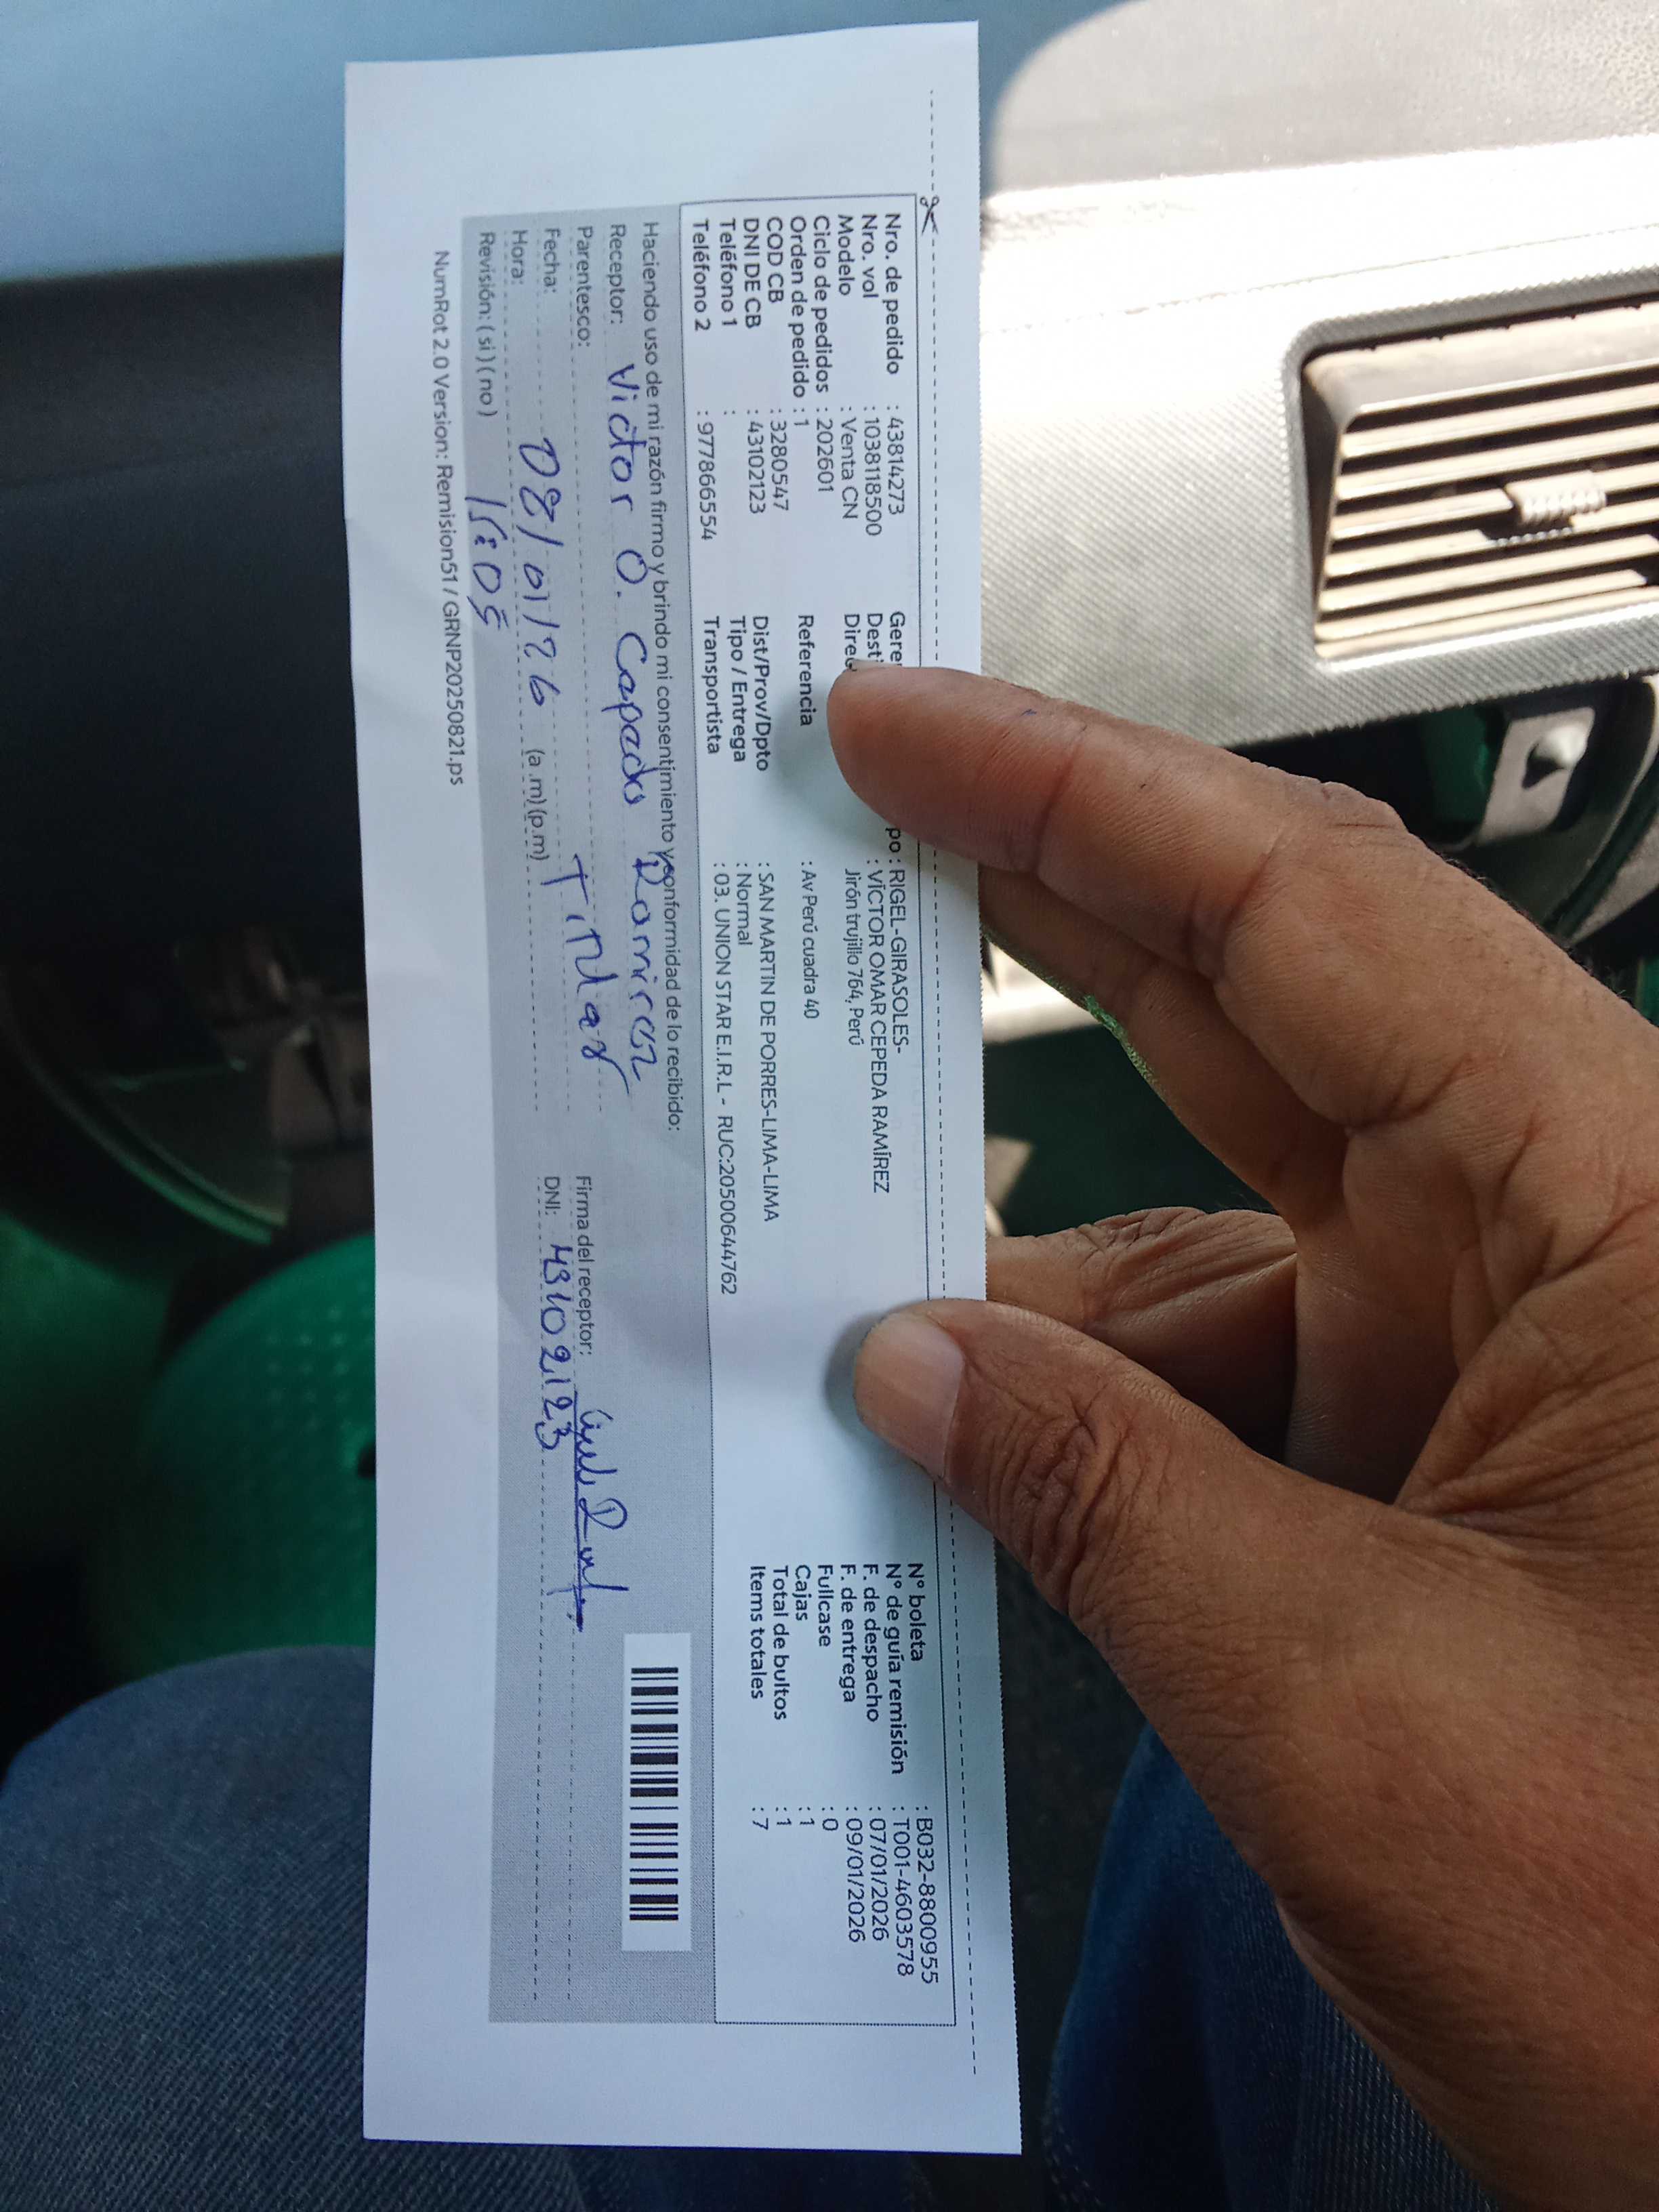 Nro. de pedido : 43814273
Nro. vol : 1038118500
Modelo : Venta CN
Ciclo de pedidos : 202601
Orden de pedido : 1
COD CB : 3280547
DNI DE CB : 43102123
Teléfono 1 :
Teléfono 2 : 977866554
po : RIGEL-GIRASOLES-
: VÍCTOR OMAR CEPEDA RAMÍREZ
Jirón trujillo 764, Perú
Referencia : Av Perú cuadra 40
Dist/Prov/Dpto : SAN MARTIN DE PORRES-LIMA-LIMA
Tipo / Entrega : Normal
Transportista : 03. UNION STAR E.I.R.L - RUC:20500644762
N° boleta : B032-8800955
N° de guía remisión : T001-4603578
F. de despacho : 07/01/2026
F. de entrega : 09/01/2026
Fullcase : 0
Cajas : 1
Total de bultos : 1
Items totales : 7
Haciendo uso de mi razón firmo y brindo mi consentimiento y conformidad de lo recibido:
Receptor: Victor O. Cepeda Ramirez
Parentesco: Titular
Fecha: 08/01/26
Hora: 15:05 (a .m) (p.m)
Revisión: ( si ) ( no )
Firma del receptor:
DNI: 43102123
NumRot 2.0 Version: Remision51 / GRNP20250821.ps